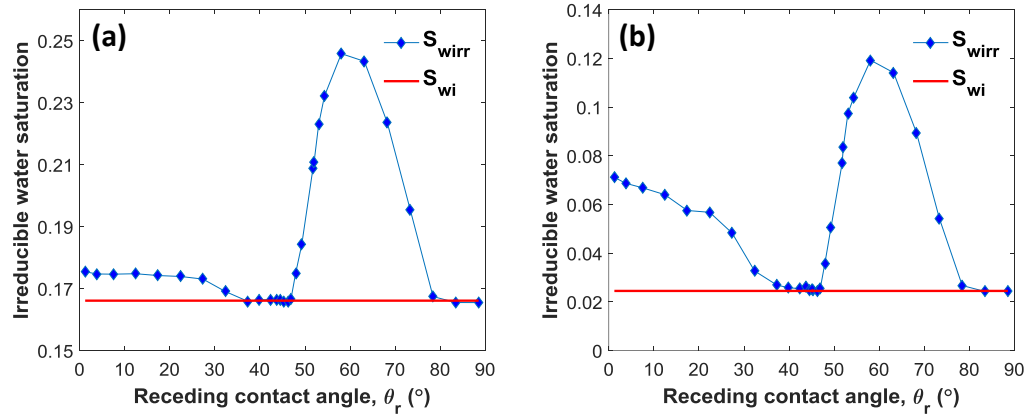 (a)
S_wirr
S_wi
0.25
0.23
0.21
0.19
0.17
0.15
Irreducible water saturation
0 10 20 30 40 50 60 70 80 90
Receding contact angle, θ_r (°)
(b)
S_wirr
S_wi
0.14
0.12
0.1
0.08
0.06
0.04
0.02
0
Irreducible water saturation
0 10 20 30 40 50 60 70 80 90
Receding contact angle, θ_r (°)